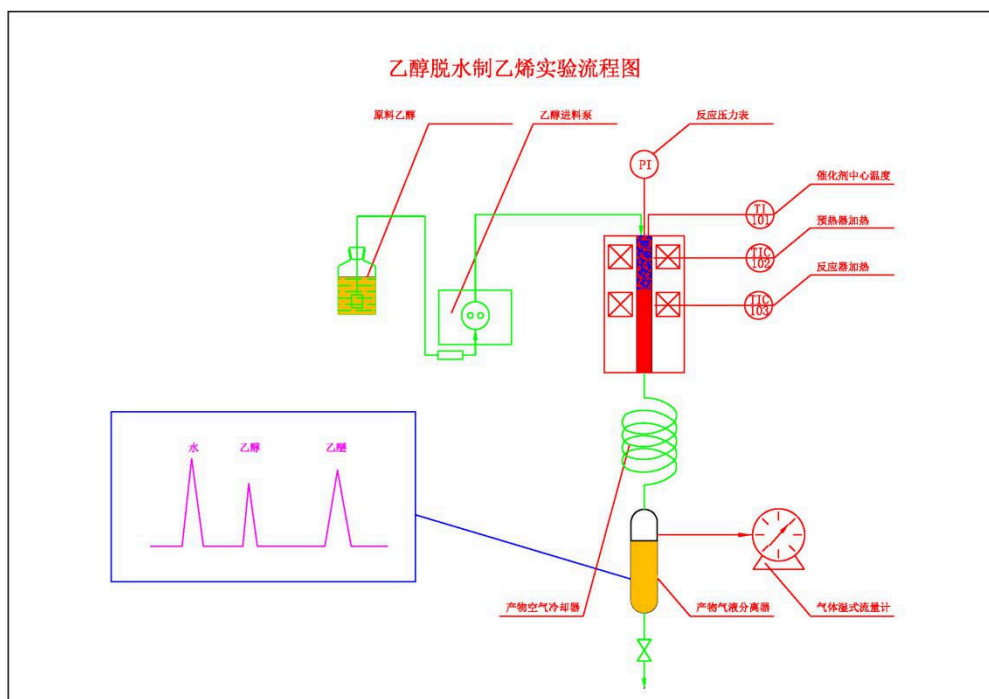 乙醇脱水制乙烯实验流程图
原料乙醇
乙醇进料泵
反应压力表
PI
催化剂中心温度
TI
101
预热器加热
TIC
102
反应器加热
TIC
103
水
乙醇
乙醚
产物空气冷却器
产物气液分离器
气体湿式流量计